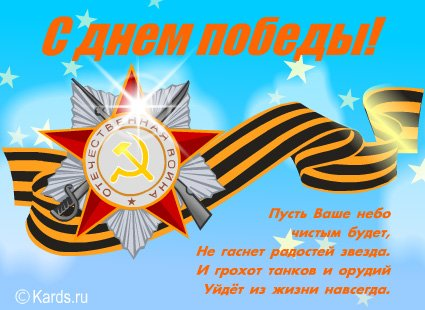 С днем победы!
ОТЕЧЕСТВЕННАЯ ВОЙНА
Пусть Ваше небо
чистым будет,
Не гаснет радостей звезда.
И грохот танков и орудий
Уйдёт из жизни навсегда.
© Kards.ru